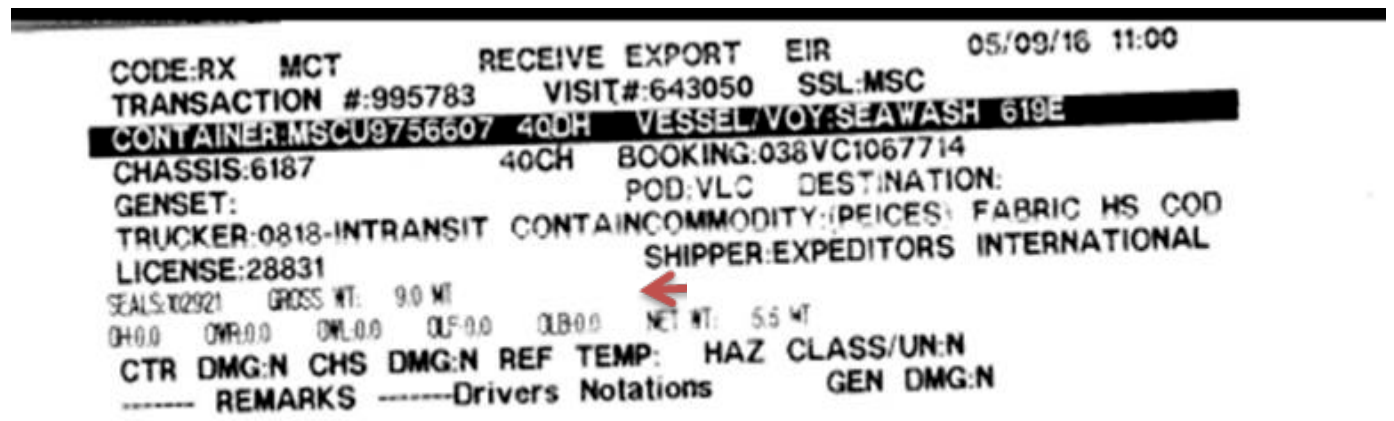 CODE:RX MCT RECEIVE EXPORT EIR 05/09/16 11:00
TRANSACTION #:995783 VISIT#:643050 SSL:MSC
CONTAINER:MSCU9756607 40DH VESSEL/VOY:SEAWASH 619E
CHASSIS:6187 40CH BOOKING:038VC1067714
GENSET: POD:VLC DESTINATION:
TRUCKER:0818-INTRANSIT CONTAINCOMMODITY:(PEICES) FABRIC HS COD
LICENSE:28831 SHIPPER:EXPEDITORS INTERNATIONAL
SEALS:102921 GROSS WT: 9.0 MT
OH:0.0 OWR:0.0 OWL:0.0 OLF:0.0 OLB:0.0 NET WT: 5.5 MT
CTR DMG:N CHS DMG:N REF TEMP: HAZ CLASS/UN:N
------- REMARKS -------Drivers Notations GEN DMG:N